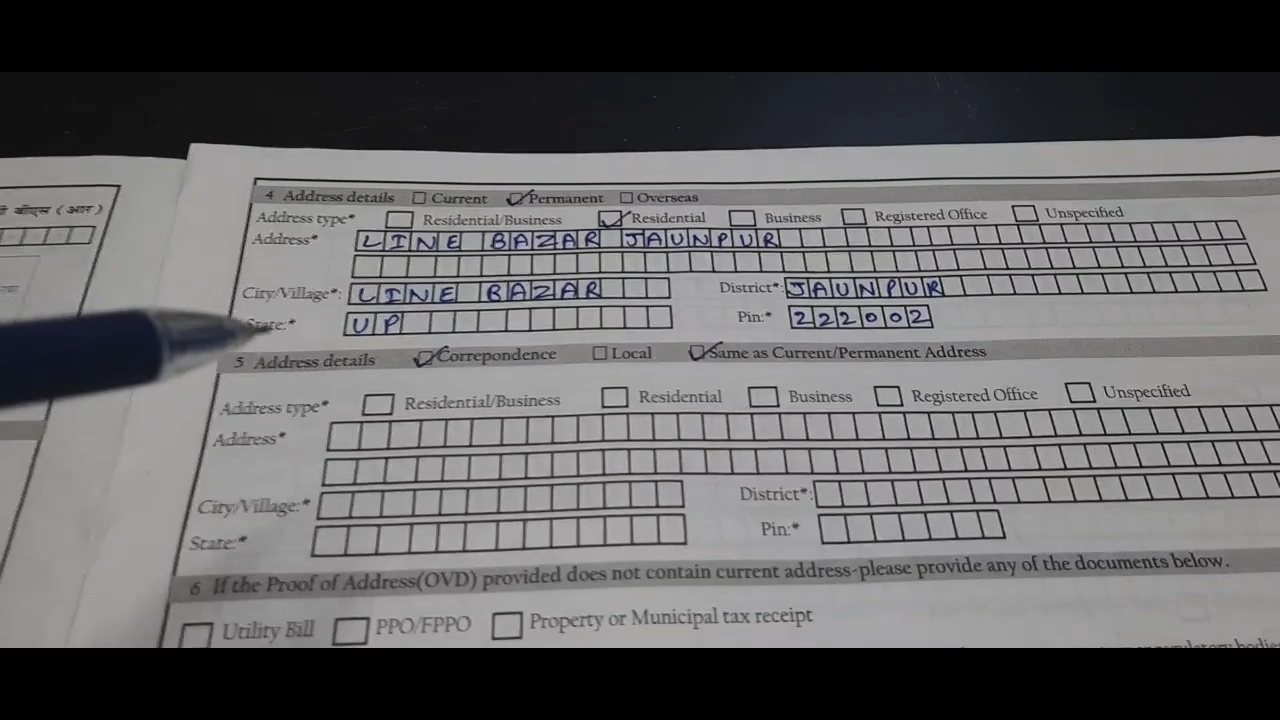 ी बीएस ( आर )
4 Address details Current Permanent Overseas
Address type* Residential/Business Residential Business Registered Office Unspecified
Address* LINE BAZAR JAUNPUR
City/Village*: LINE BAZAR District*: JAUNPUR
State:* UP Pin:* 222002
5 Address details Correpondence Local Same as Current/Permanent Address
Address type* Residential/Business Residential Business Registered Office Unspecified
Address*
City/Village:* District*:
State:* Pin:*
6 If the Proof of Address(OVD) provided does not contain current address-please provide any of the documents below.
Utility Bill PPO/FPPO Property or Municipal tax receipt